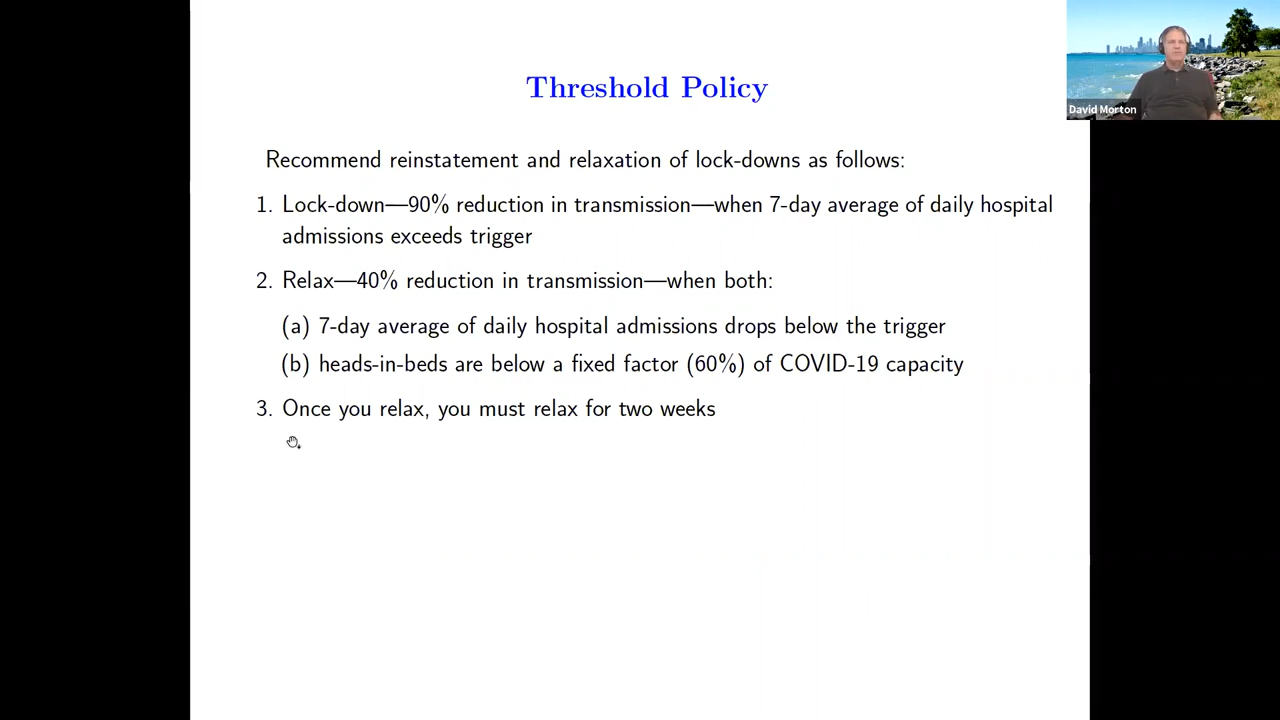 Threshold Policy
David Morton
Recommend reinstatement and relaxation of lock-downs as follows:
1. Lock-down—90% reduction in transmission—when 7-day average of daily hospital
admissions exceeds trigger
2. Relax—40% reduction in transmission—when both:
(a) 7-day average of daily hospital admissions drops below the trigger
(b) heads-in-beds are below a fixed factor (60%) of COVID-19 capacity
3. Once you relax, you must relax for two weeks